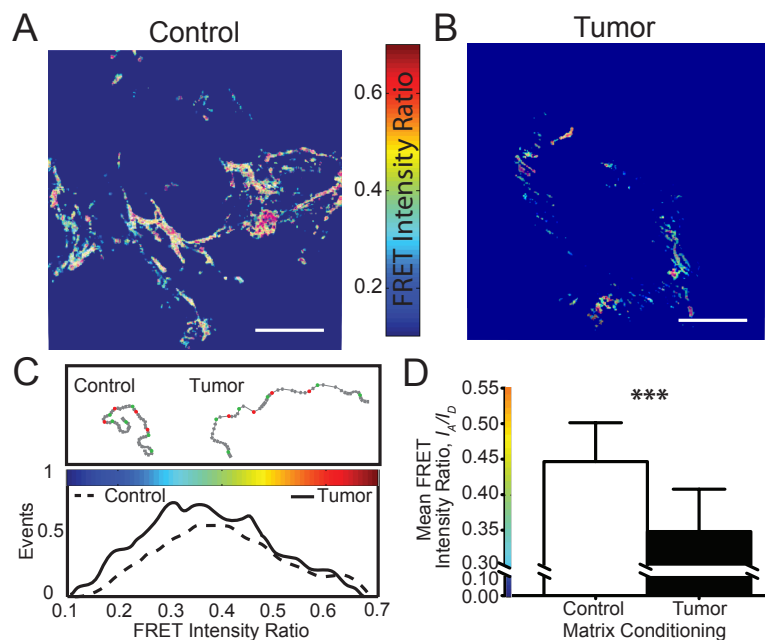 A
Control
0.6
0.4
0.2
FRET Intensity Ratio
B
Tumor
C
Control
Tumor
Control
Tumor
1
0.5
0
Events
0.1
0.2
0.3
0.4
0.5
0.6
0.7
FRET Intensity Ratio
D
***
0.55
0.50
0.45
0.40
0.35
0.30
0.10
0.00
Mean FRET
Intensity Ratio, I_A/I_D
Control
Tumor
Matrix Conditioning